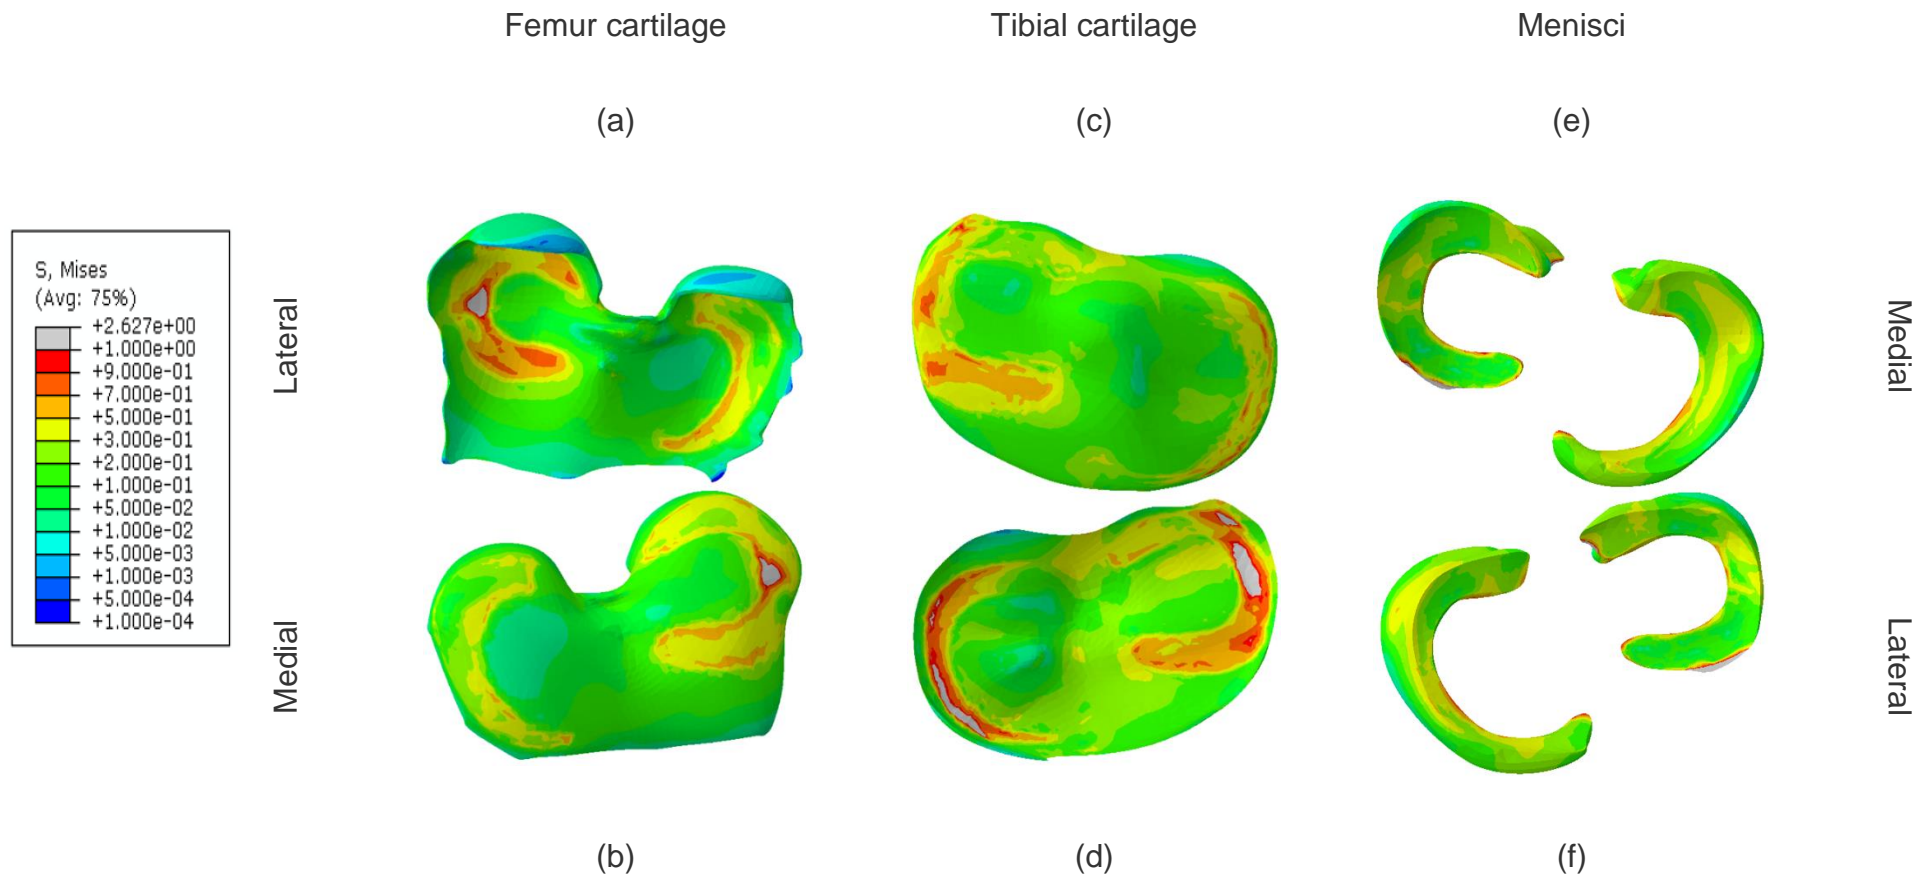 Femur cartilage
Tibial cartilage
Menisci
(a)
(c)
(e)
S, Mises
(Avg: 75%)
+2.627e+00
+1.000e+00
+9.000e-01
+7.000e-01
+5.000e-01
+3.000e-01
+2.000e-01
+1.000e-01
+5.000e-02
+1.000e-02
+5.000e-03
+1.000e-03
+5.000e-04
+1.000e-04
Lateral
Medial
Medial
Lateral
(b)
(d)
(f)